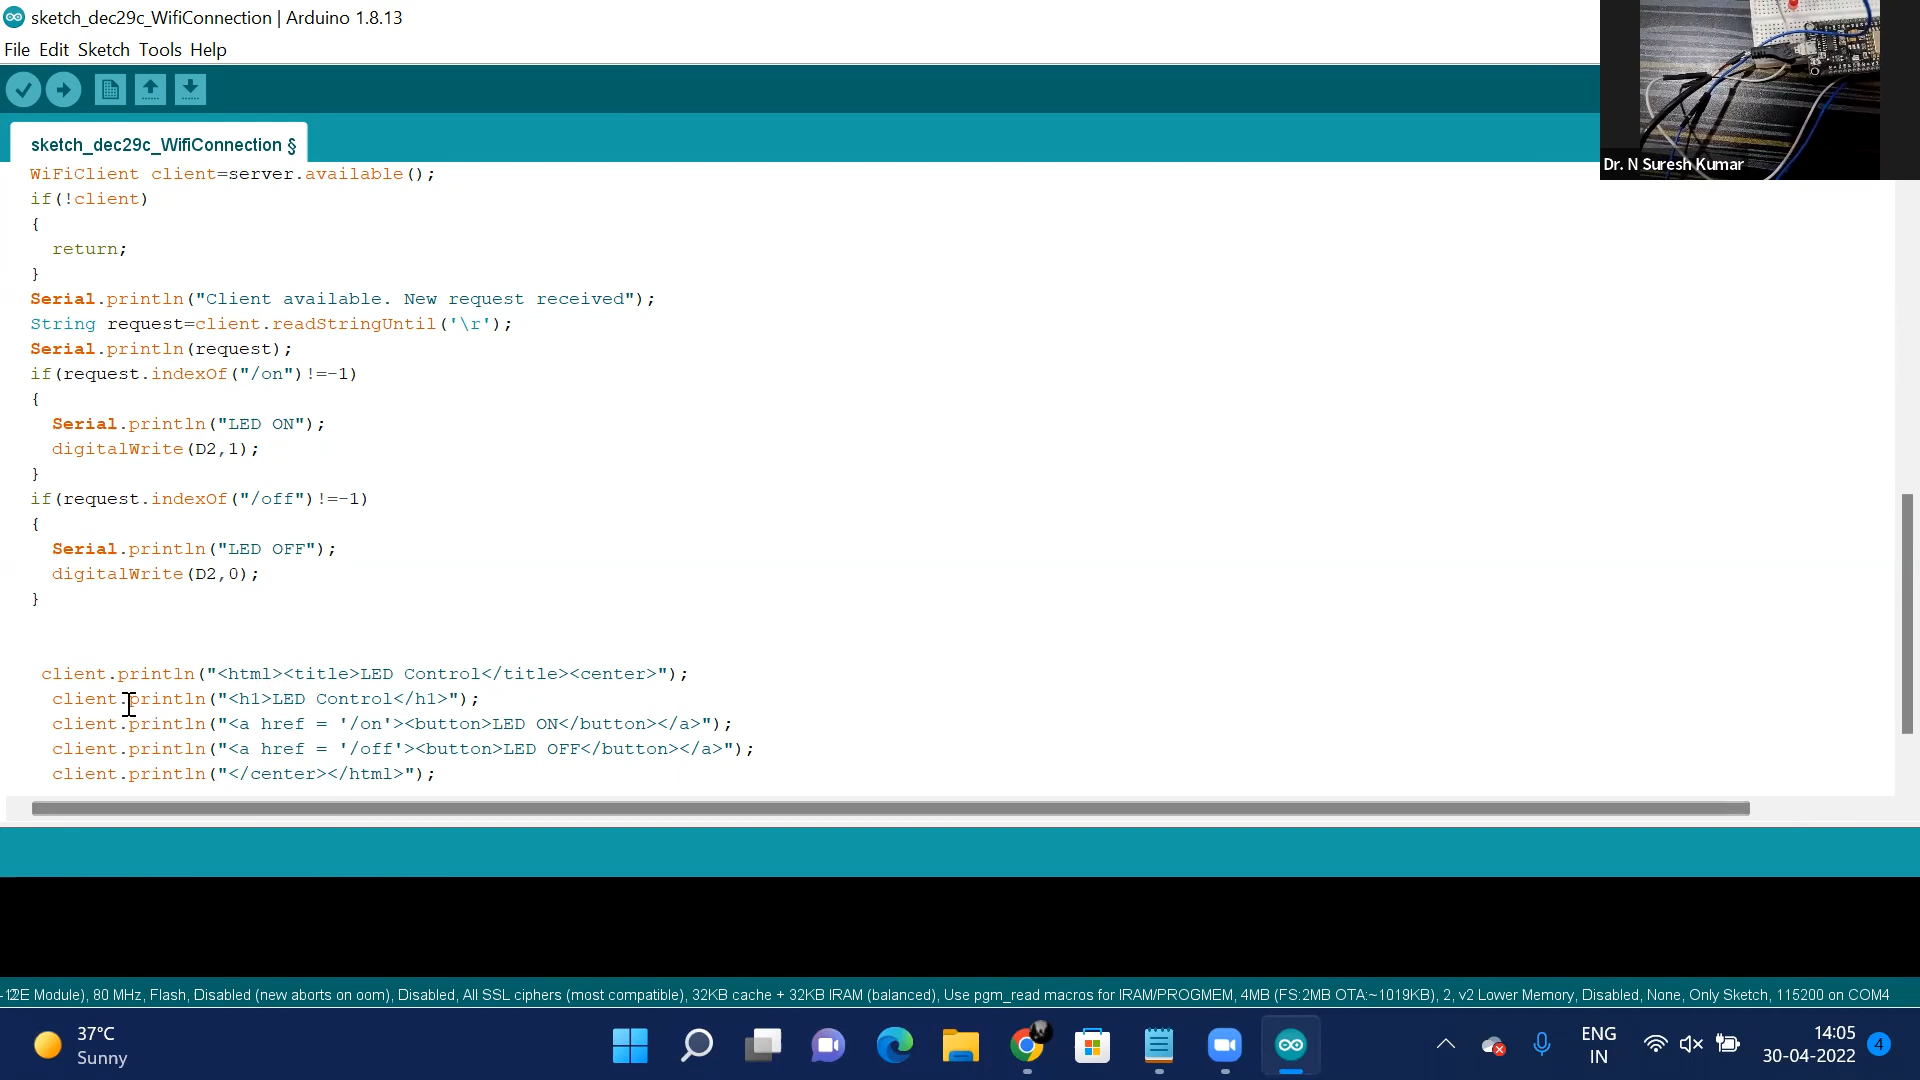 sketch_dec29c_WifiConnection | Arduino 1.8.13
File Edit Sketch Tools Help
sketch_dec29c_WifiConnection §
Dr. N Suresh Kumar
WiFiClient client=server.available();
if(!client)
{
return;
}
Serial.println("Client available. New request received");
String request=client.readStringUntil('\r');
Serial.println(request);
if(request.indexOf("/on")!=-1)
{
Serial.println("LED ON");
digitalWrite(D2,1);
}
if(request.indexOf("/off")!=-1)
{
Serial.println("LED OFF");
digitalWrite(D2,0);
}
client.println("<html><title>LED Control</title><center>");
client.println("<h1>LED Control</h1>");
client.println("<a href = '/on'><button>LED ON</button></a>");
client.println("<a href = '/off'><button>LED OFF</button></a>");
client.println("</center></html>");
E Module), 80 MHz, Flash, Disabled (new aborts on oom), Disabled, All SSL ciphers (most compatible), 32KB cache + 32KB IRAM (balanced), Use pgm_read macros for IRAM/PROGMEM, 4MB (FS:2MB OTA:~1019KB), 2, v2 Lower Memory, Disabled, None, Only Sketch, 115200 on COM4
37°C
Sunny
ENG
IN
14:05
30-04-2022
4